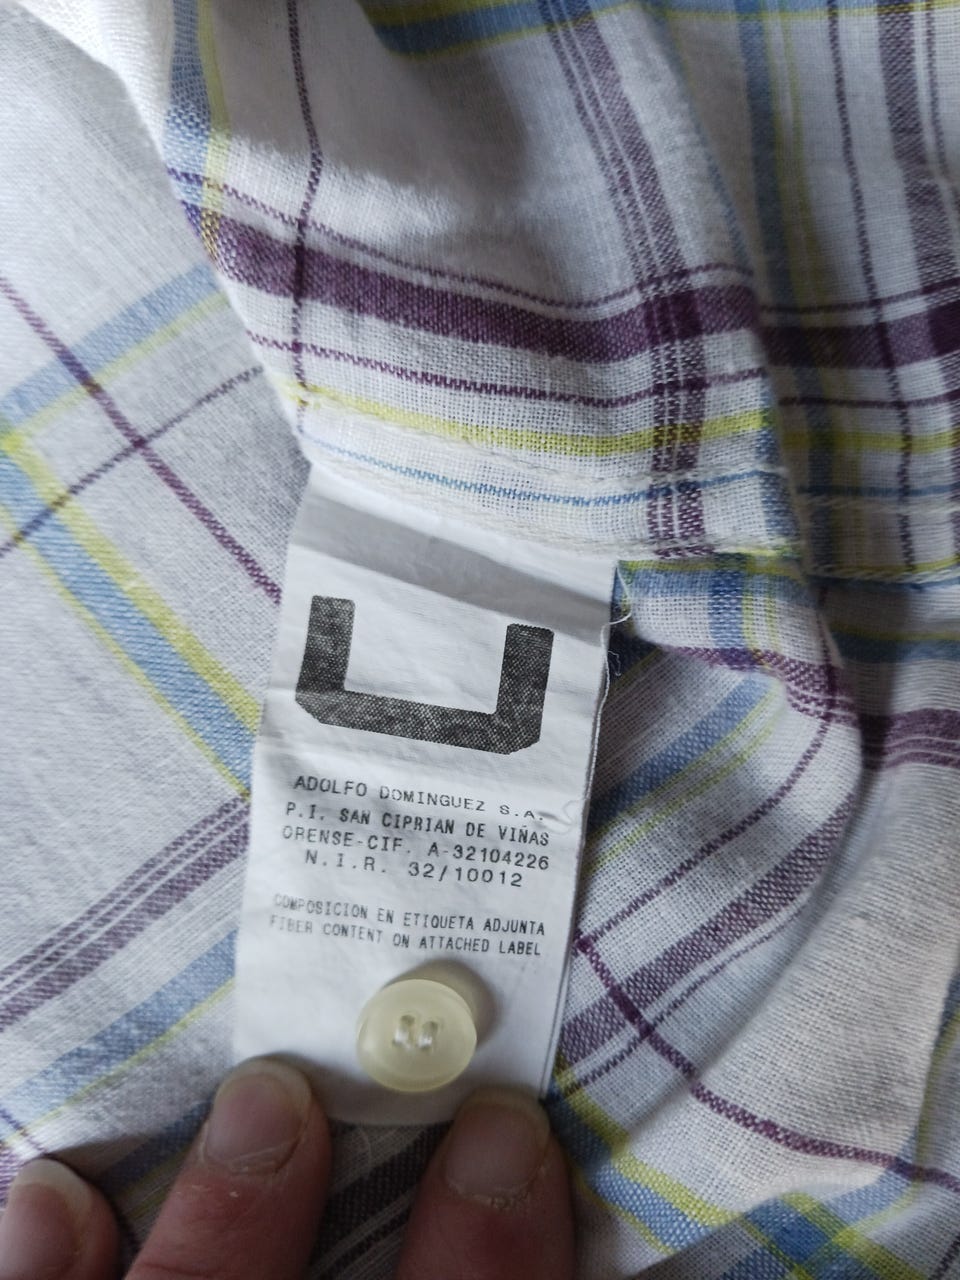 U
ADOLFO DOMINGUEZ S.A.
P.I. SAN CIPRIAN DE VIÑAS
ORENSE-CIF. A-32104226
N.I.R. 32/10012
COMPOSICION EN ETIQUETA ADJUNTA
FIBER CONTENT ON ATTACHED LABEL